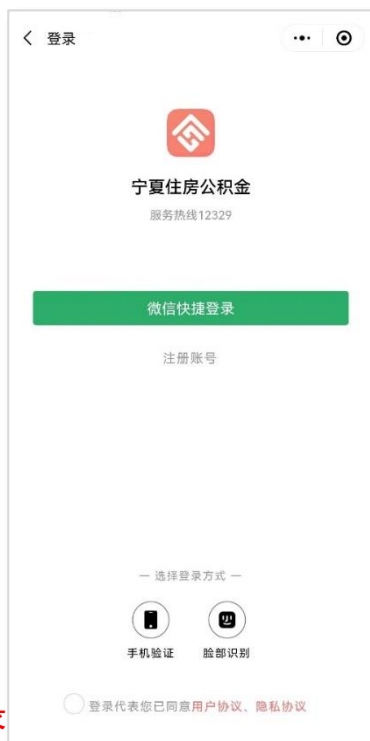 登录
宁夏住房公积金
服务热线12329
微信快捷登录
注册账号
— 选择登录方式 —
手机验证 脸部识别
登录代表您已同意用户协议、隐私协议